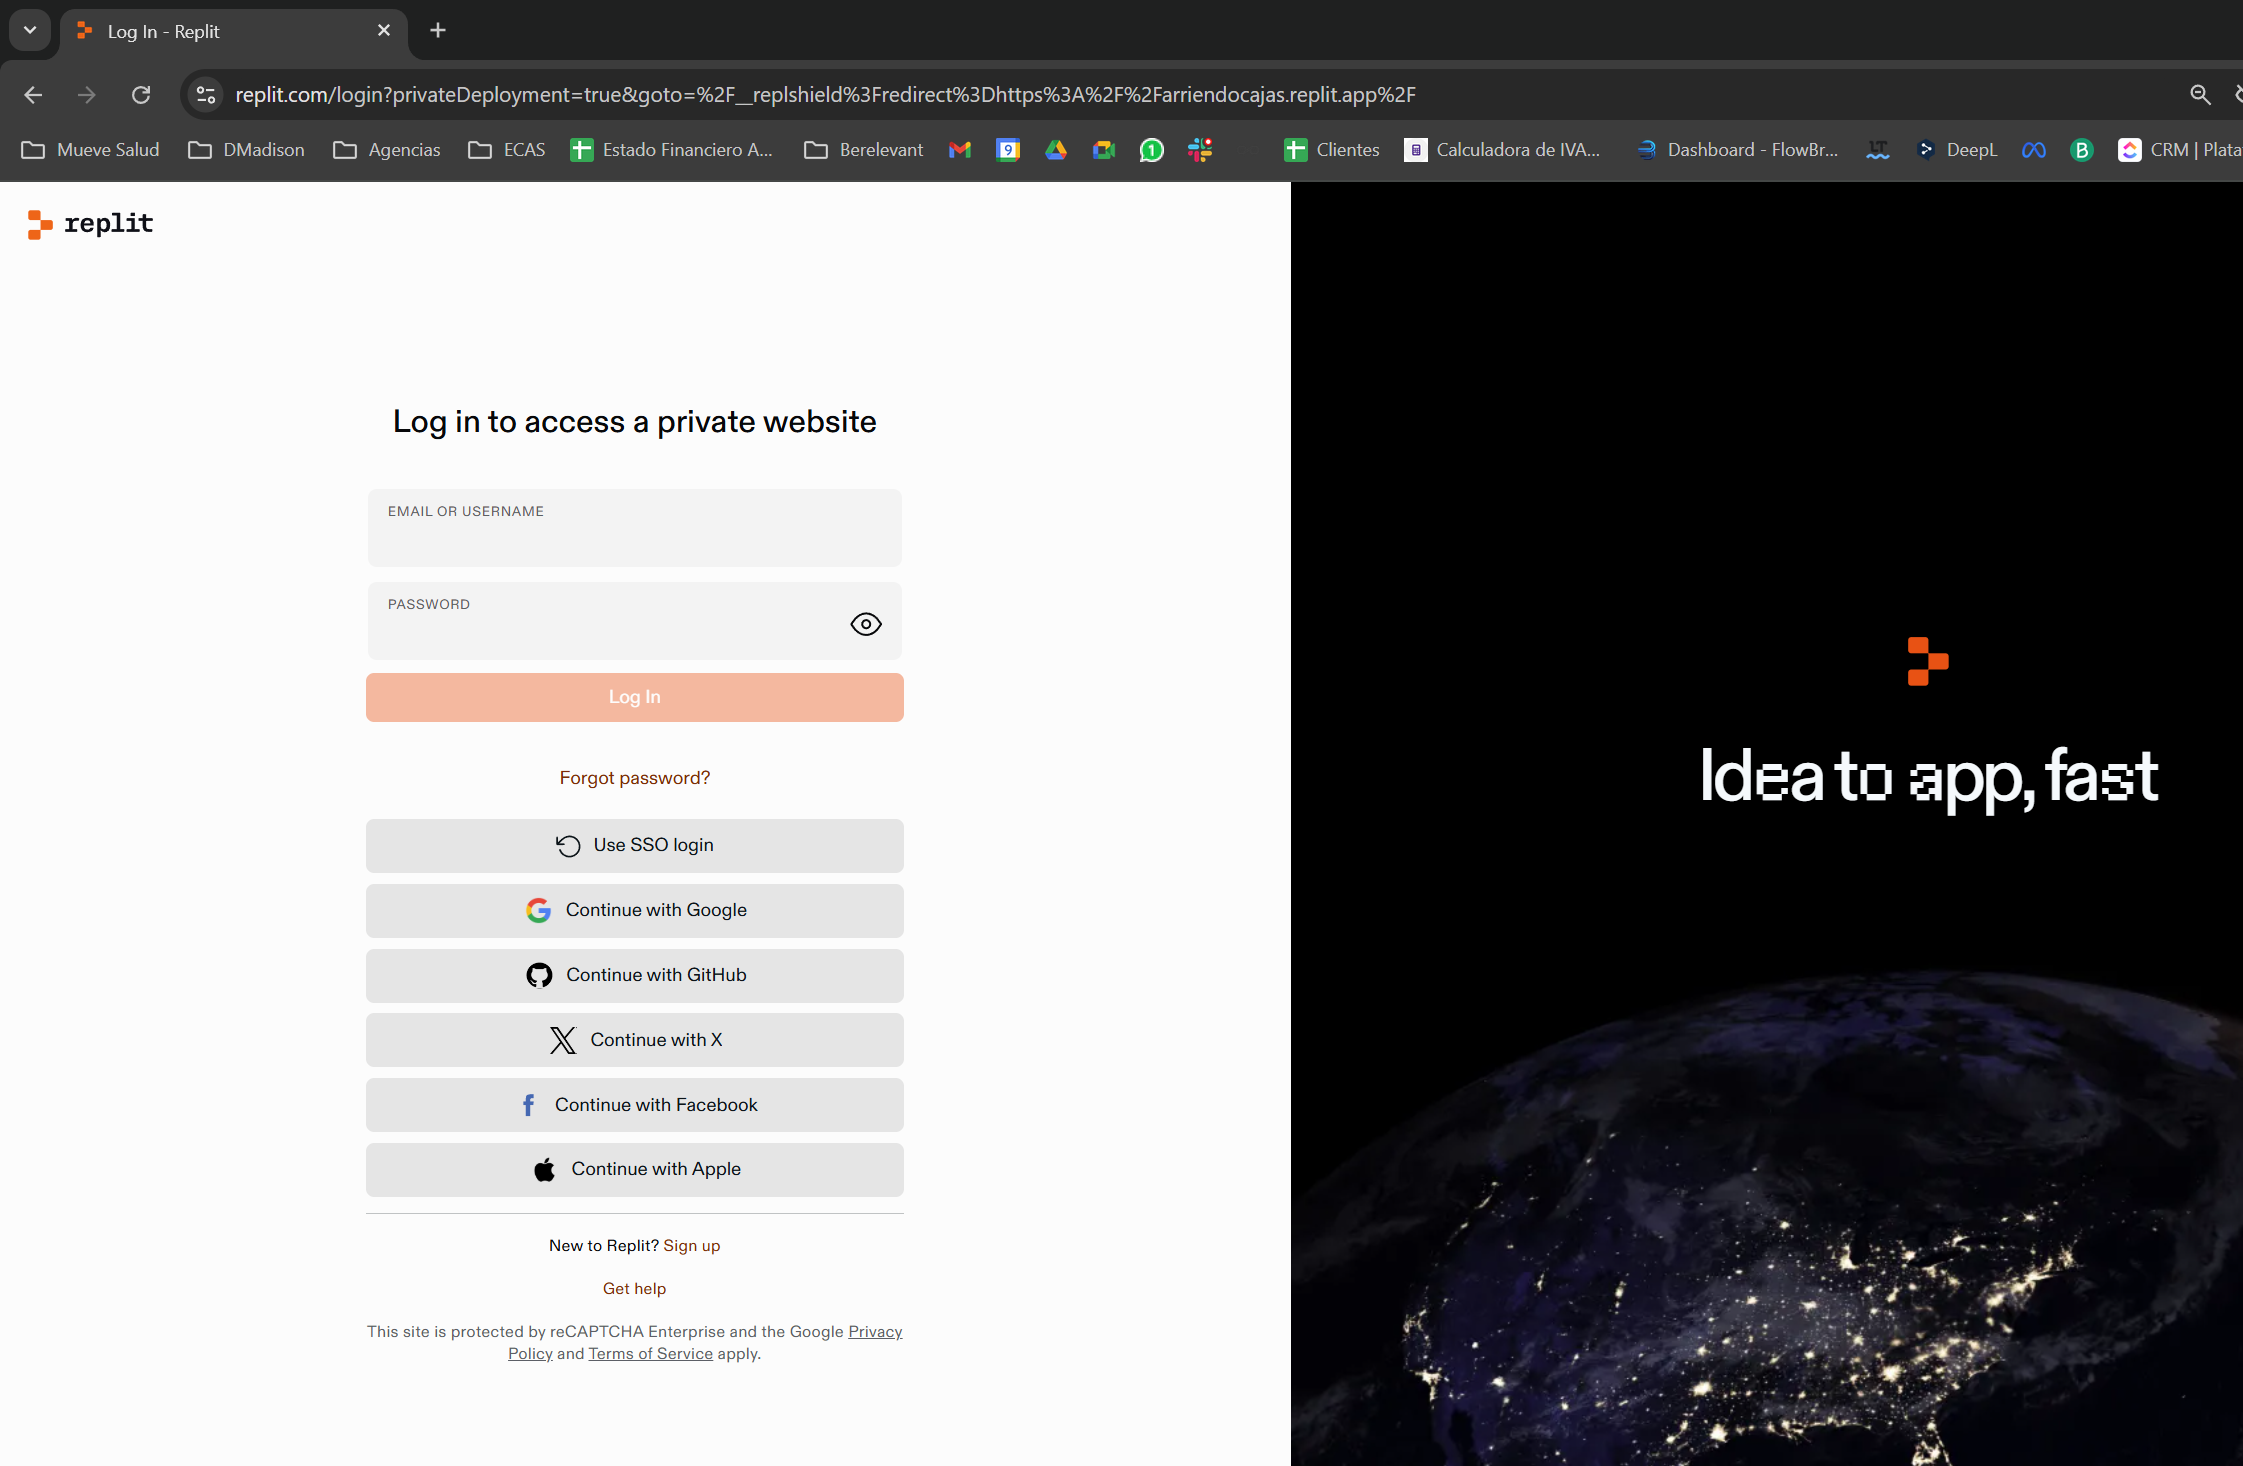 Log In - Replit
replit.com/login?privateDeployment=true&goto=%2F__replshield%3Fredirect%3Dhttps%3A%2F%2Farriendocajas.replit.app%2F
Mueve Salud DMadison Agencias ECAS Estado Financiero A... Berelevant 9 1 Clientes Calculadora de IVA... Dashboard - FlowBr... LT DeepL B CRM | Plata
replit
Log in to access a private website
EMAIL OR USERNAME
PASSWORD
Log In
Forgot password?
Use SSO login
Continue with Google
Continue with GitHub
Continue with X
Continue with Facebook
Continue with Apple
New to Replit? Sign up
Get help
This site is protected by reCAPTCHA Enterprise and the Google Privacy
Policy and Terms of Service apply.
Idea to app, fast